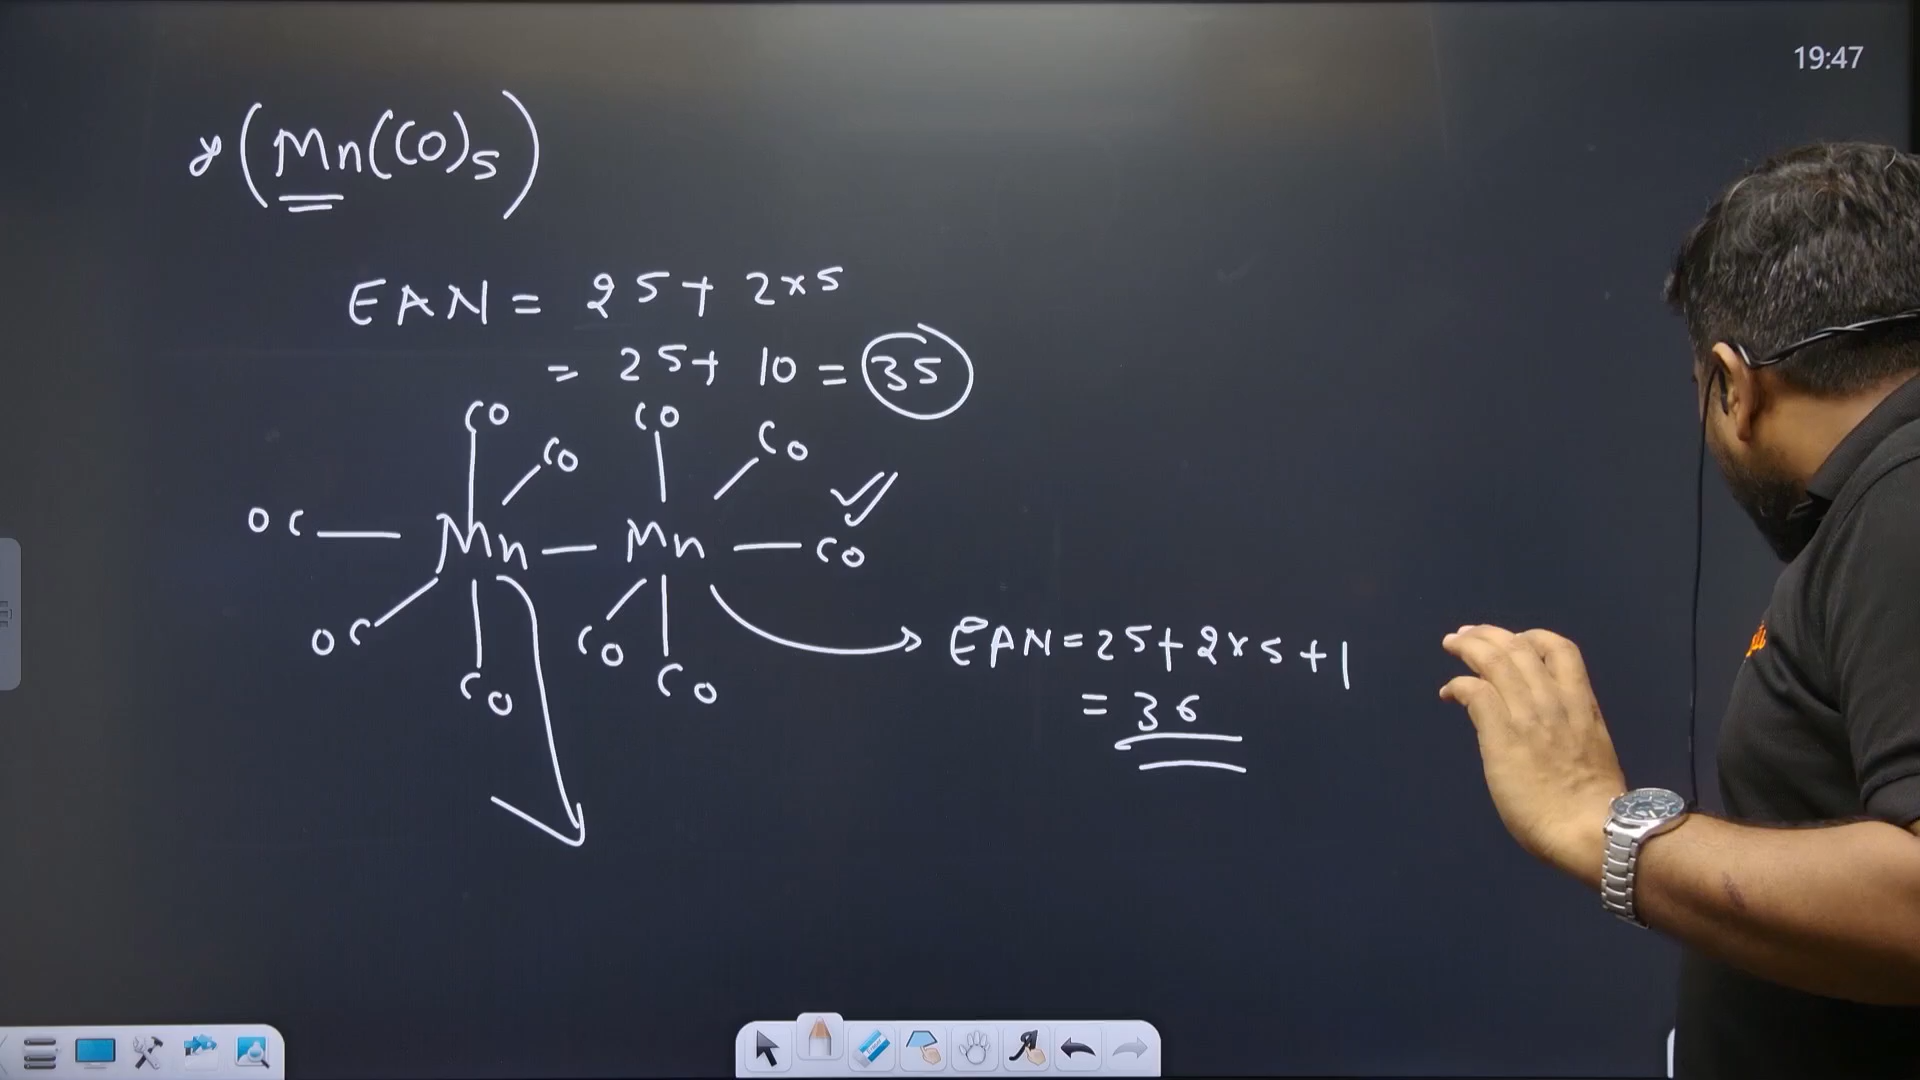 19:47
(Mn(CO)5)
EAN = 25+ 2×5
= 25+ 10 = 35
CO CO
CO CO
OC — Mn — Mn — CO
OC CO
CO CO
EAN=25+2×5+1
= 36